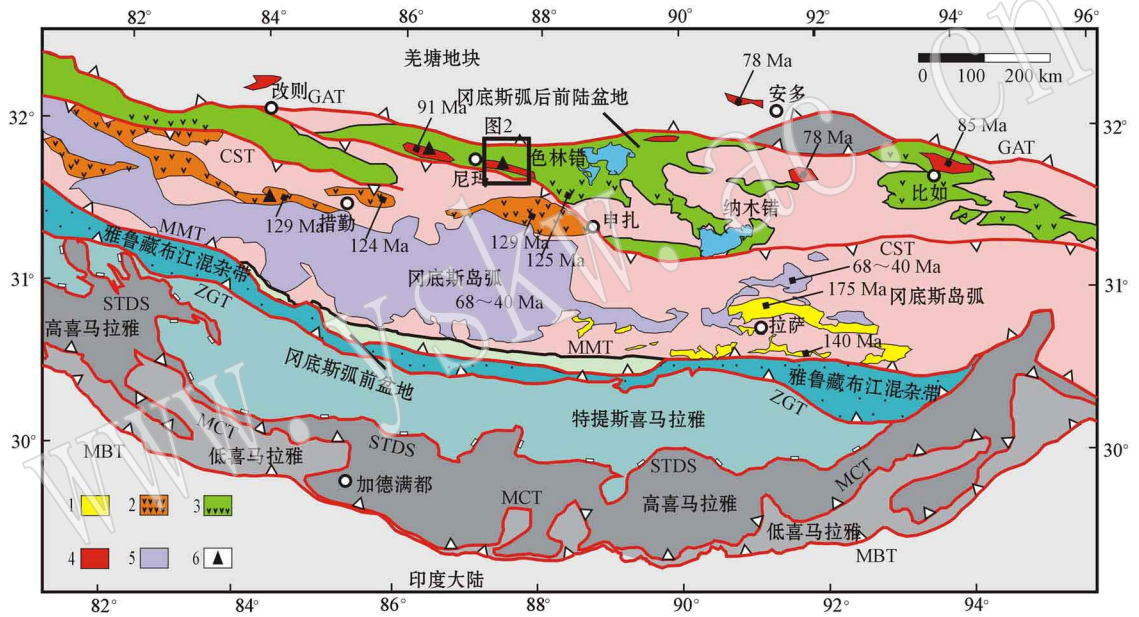 82°
84°
86°
88°
90°
92°
94°
96°
羌塘地块
78 Ma
0 100 200 km
改则
GAT
安多
冈底斯弧后前陆盆地
32°
91 Ma
图2
32°
85 Ma
78 Ma
GAT
CST
色林错
尼玛
比如
纳木错
129 Ma
措勤
124 Ma
129 Ma
125 Ma
申扎
MMT
CST
雅鲁藏布江混杂带
68～40 Ma
31°
冈底斯岛弧
68～40 Ma
175 Ma
冈底斯岛弧
31°
STDS
ZGT
高喜马拉雅
拉萨
140 Ma
MMT
冈底斯弧前盆地
雅鲁藏布江混杂带
ZGT
特提斯喜马拉雅
30°
MCT
STDS
30°
MBT
低喜马拉雅
STDS
MCT
加德满都
MCT
高喜马拉雅
低喜马拉雅
MBT
1
2
3
4
5
6
印度大陆
82°
84°
86°
88°
90°
92°
94°
www.yskw.ac.cn